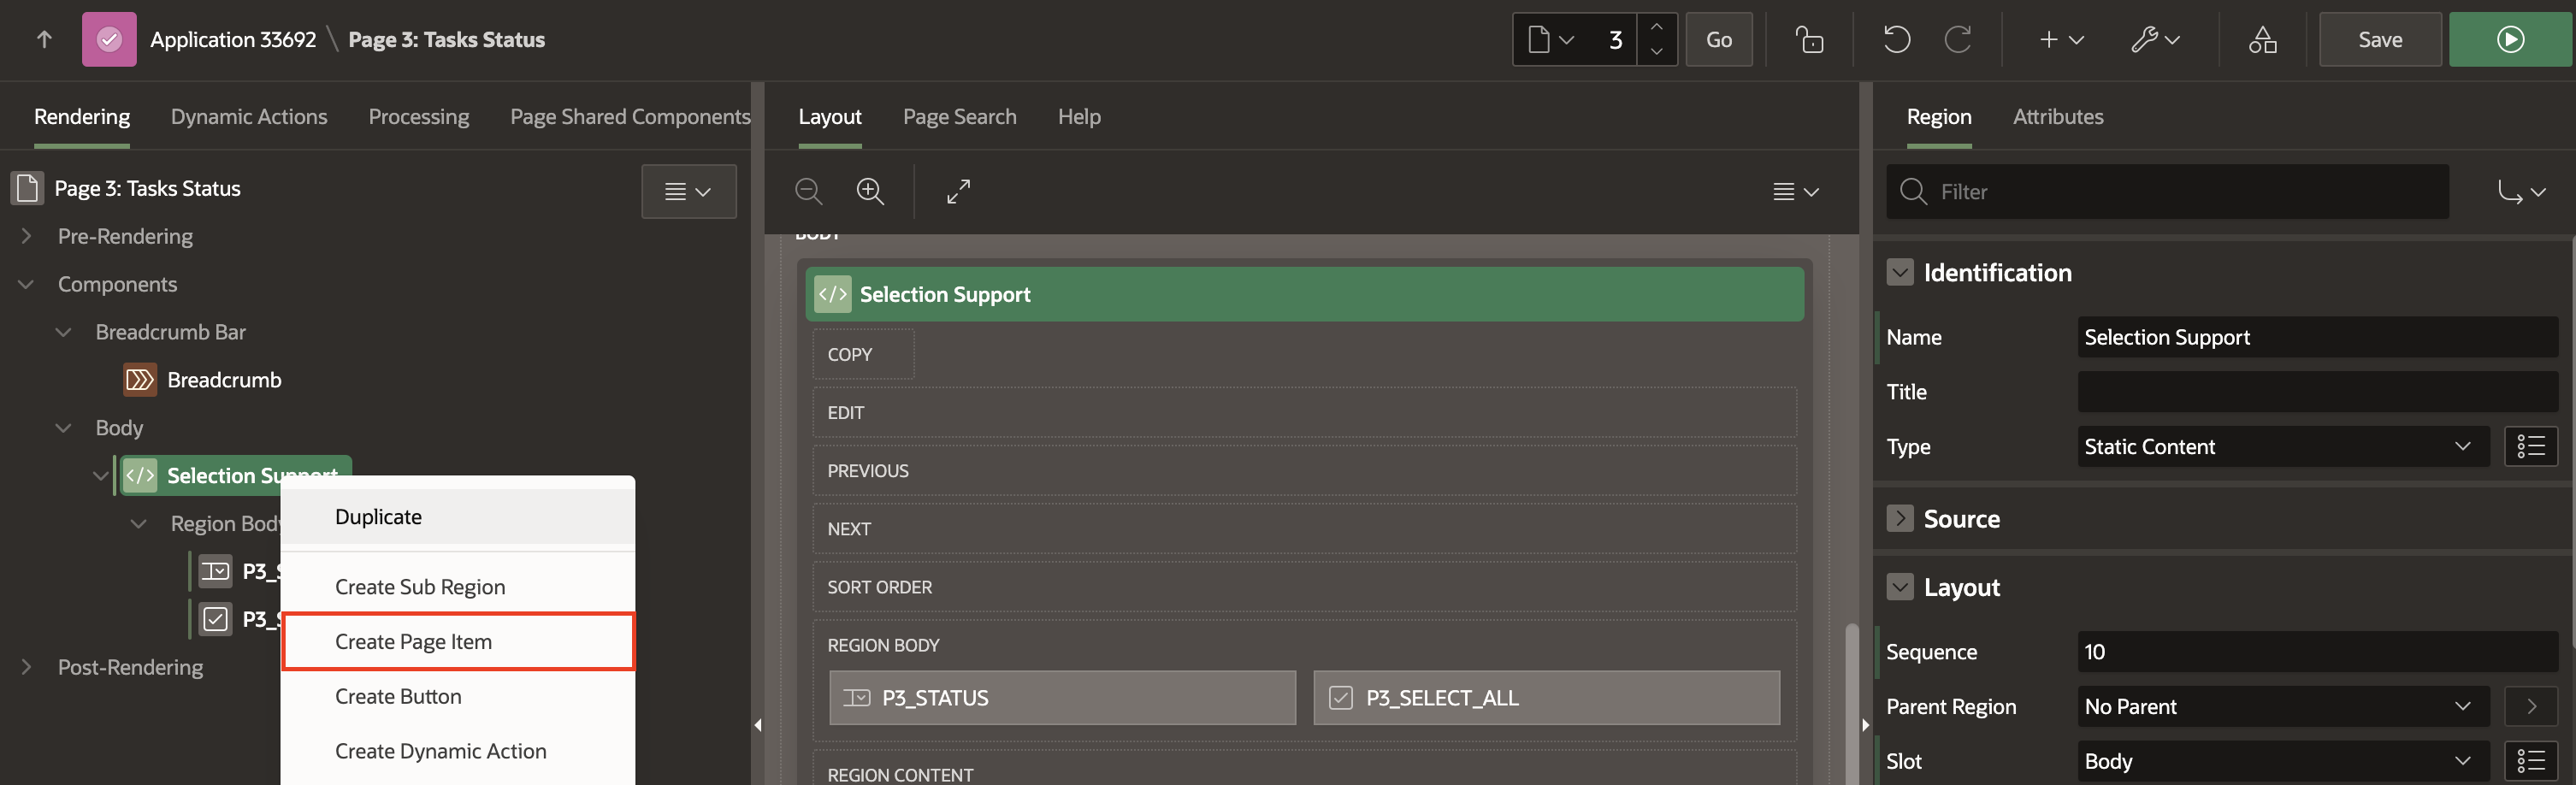 Application 33692 \ Page 3: Tasks Status
3
Go
Save
Rendering
Dynamic Actions
Processing
Page Shared Components
Page 3: Tasks Status
Pre-Rendering
Components
Breadcrumb Bar
Breadcrumb
Body
</> Selection Support
Region Body
P3_S
P3_S
Post-Rendering
Duplicate
Create Sub Region
Create Page Item
Create Button
Create Dynamic Action
Layout
Page Search
Help
BODY
</> Selection Support
COPY
EDIT
PREVIOUS
NEXT
SORT ORDER
REGION BODY
P3_STATUS
P3_SELECT_ALL
REGION CONTENT
Region
Attributes
Filter
Identification
Name Selection Support
Title
Type Static Content
Source
Layout
Sequence 10
Parent Region No Parent
Slot Body